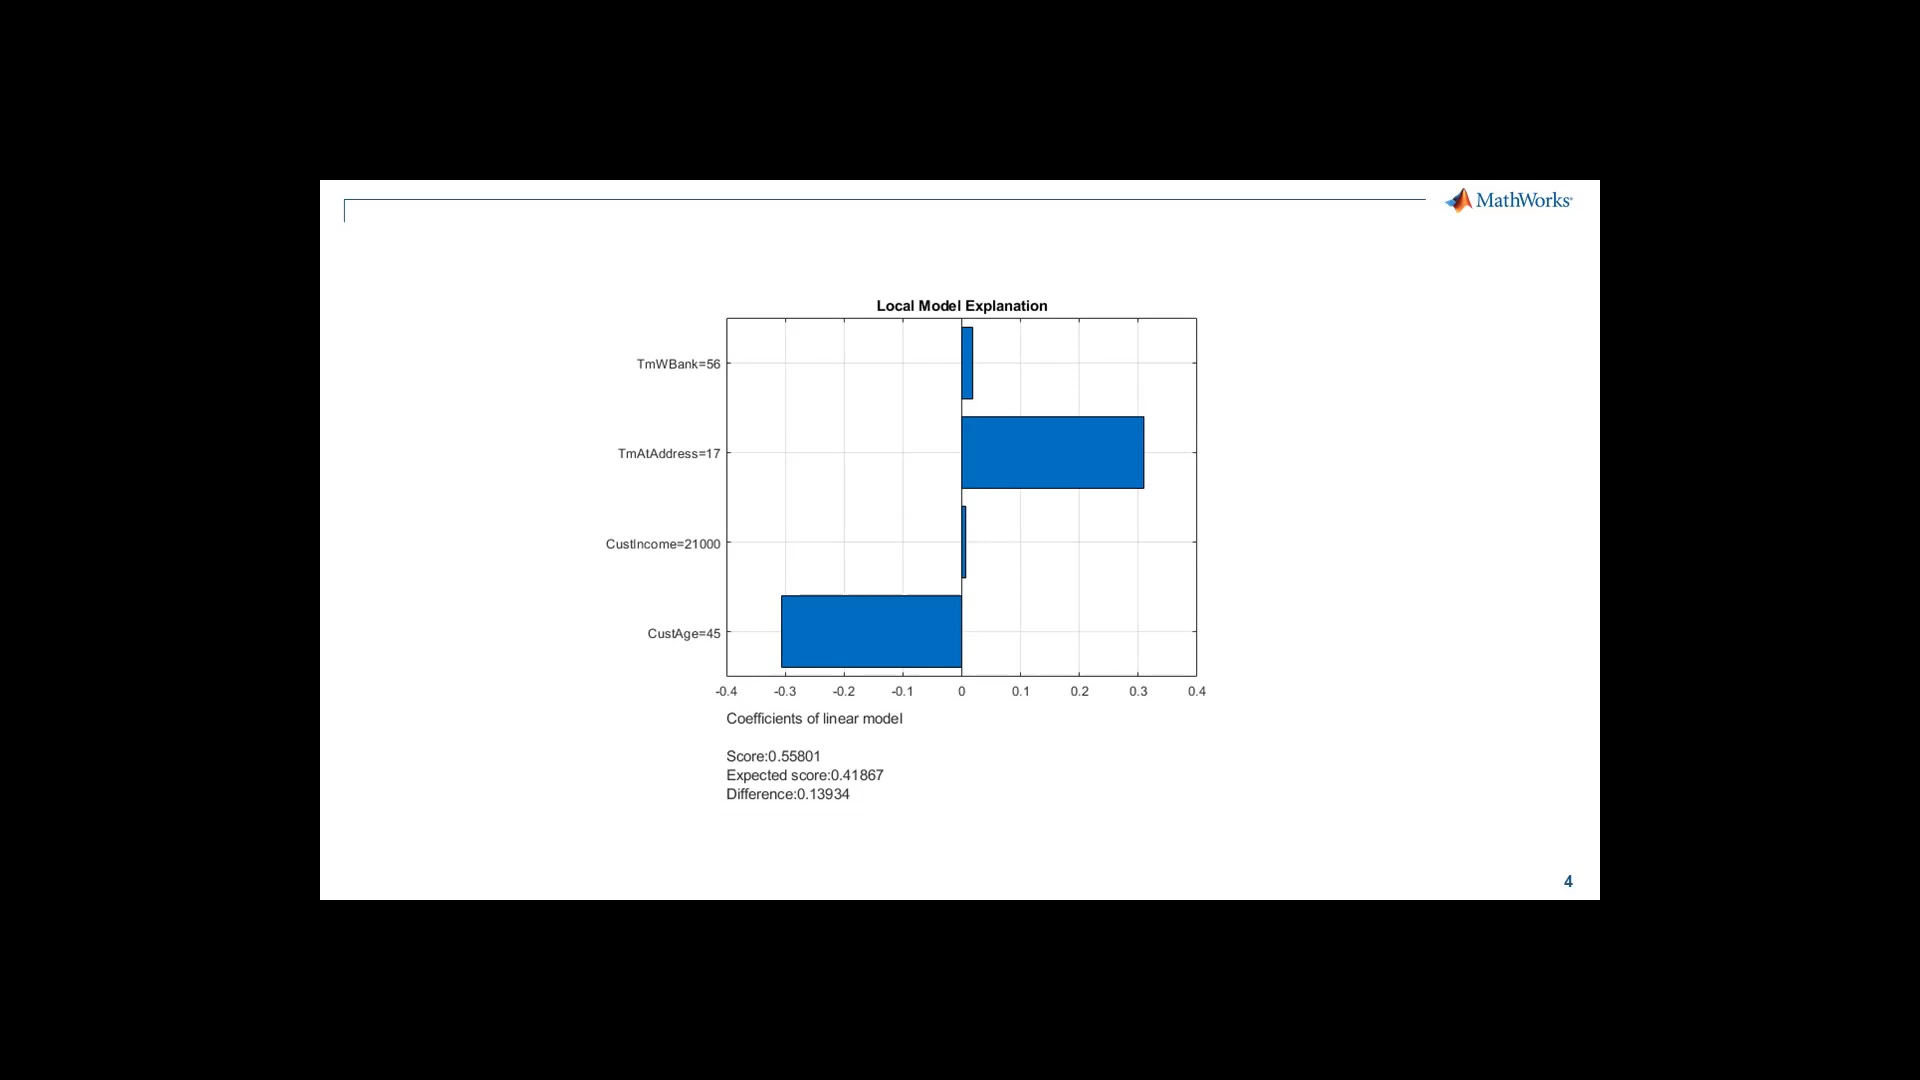 MathWorks®
Local Model Explanation
TmWBank=56
TmAtAddress=17
CustIncome=21000
CustAge=45
-0.4 -0.3 -0.2 -0.1 0 0.1 0.2 0.3 0.4
Coefficients of linear model
Score:0.55801
Expected score:0.41867
Difference:0.13934
4